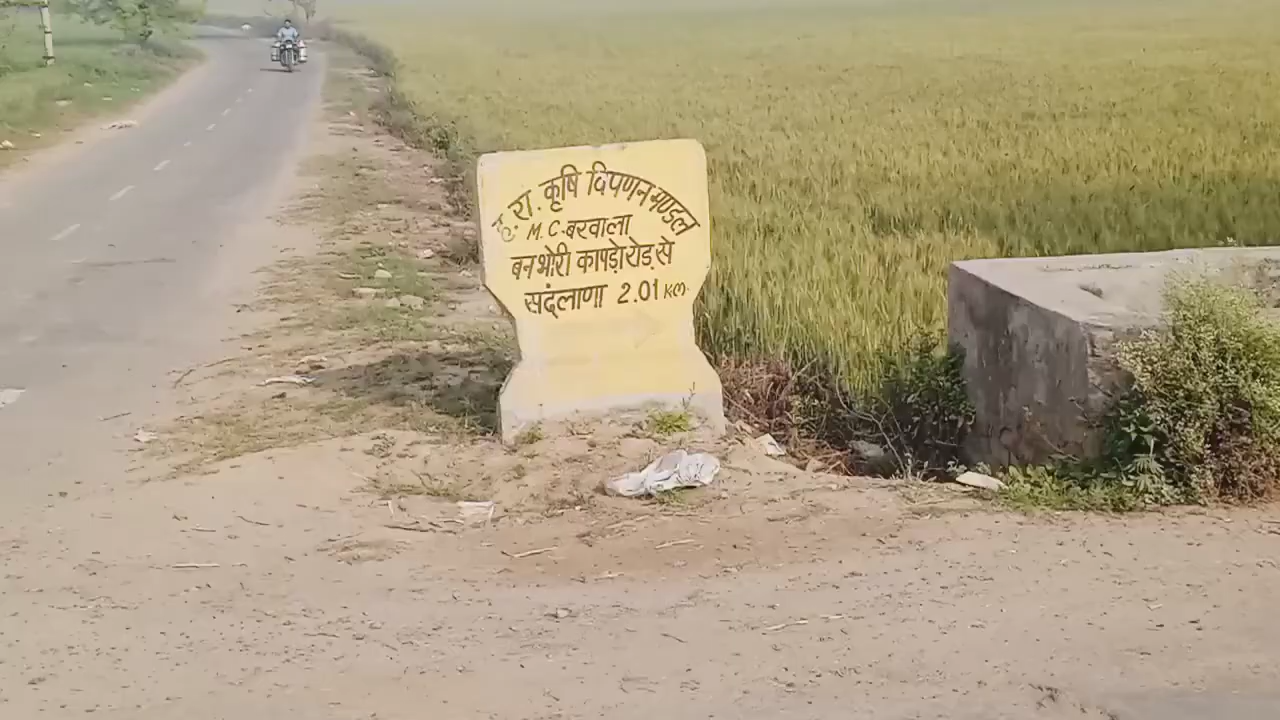 ह. रा. कृषि विपणन मण्डल
M.C. बरवाला
बनभोरी कापडो रोड़ से
संदलाणा 2.01 KM.